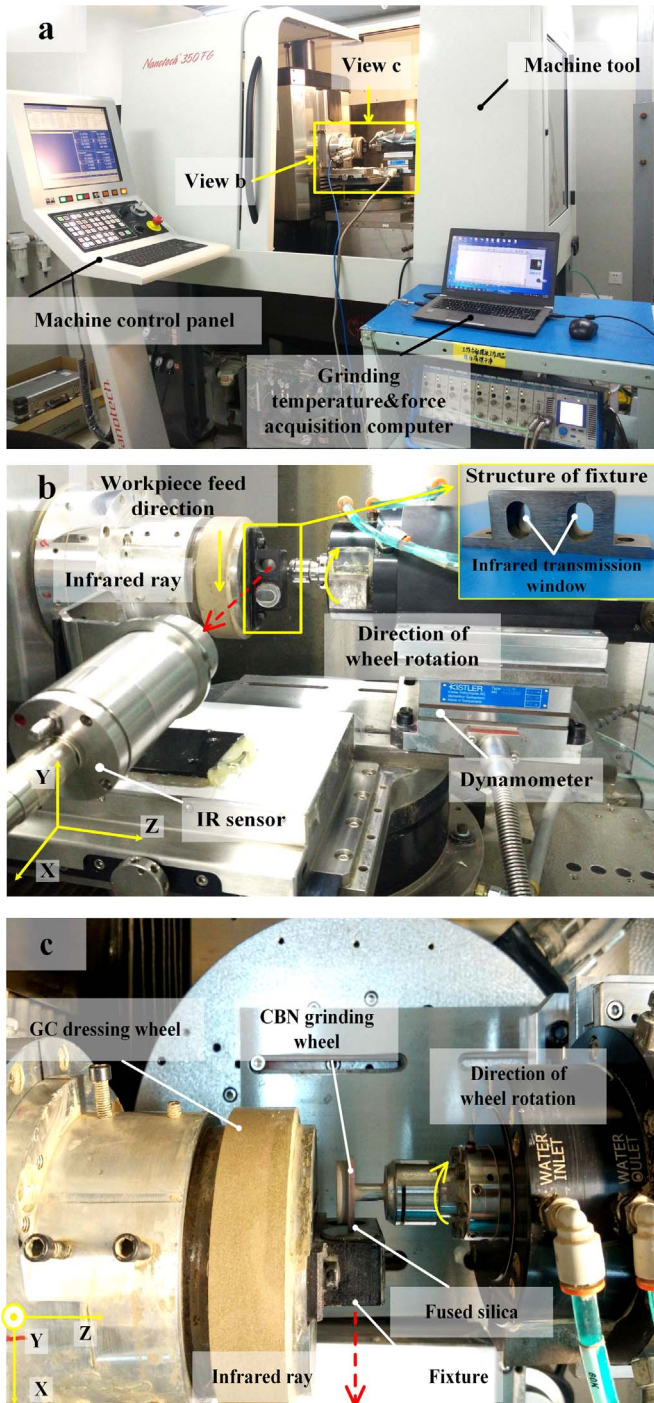 a
Nanotech 350 FG
View c
Machine tool
View b
Machine control panel
Grinding
temperature&force
acquisition computer
anotech
b
Workpiece feed
direction
Structure of fixture
Infrared ray
Infrared transmission
window
Direction of
wheel rotation
KISTLER
Dynamometer
Y
IR sensor
Z
X
c
CBN grinding
wheel
GC dressing wheel
Direction of
wheel rotation
WATER
INLET
WATER
OULET
Fused silica
Z
Y
X
Infrared ray
Fixture